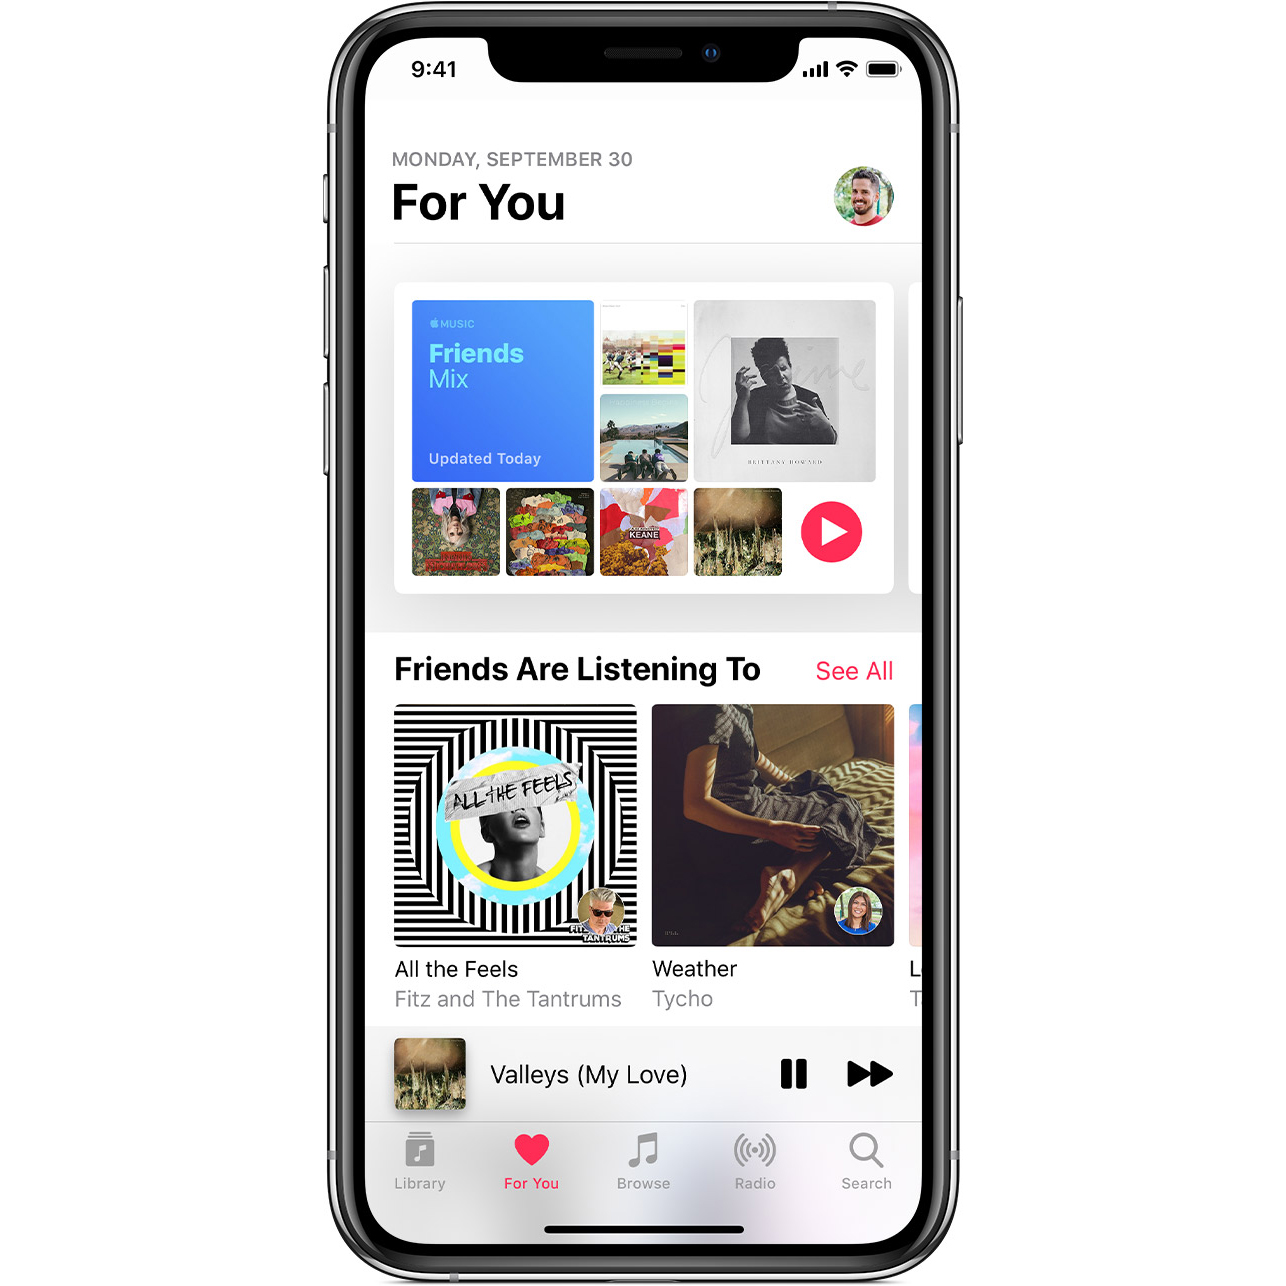 9:41
MONDAY, SEPTEMBER 30
For You
MUSIC
Friends
Mix
Updated Today
BRITTANY HOWARD
KEANE
Friends Are Listening To
See All
ALL THE FEELS
TANTRUMS
All the Feels
Fitz and The Tantrums
Weather
Tycho
Valleys (My Love)
Library
For You
Browse
Radio
Search